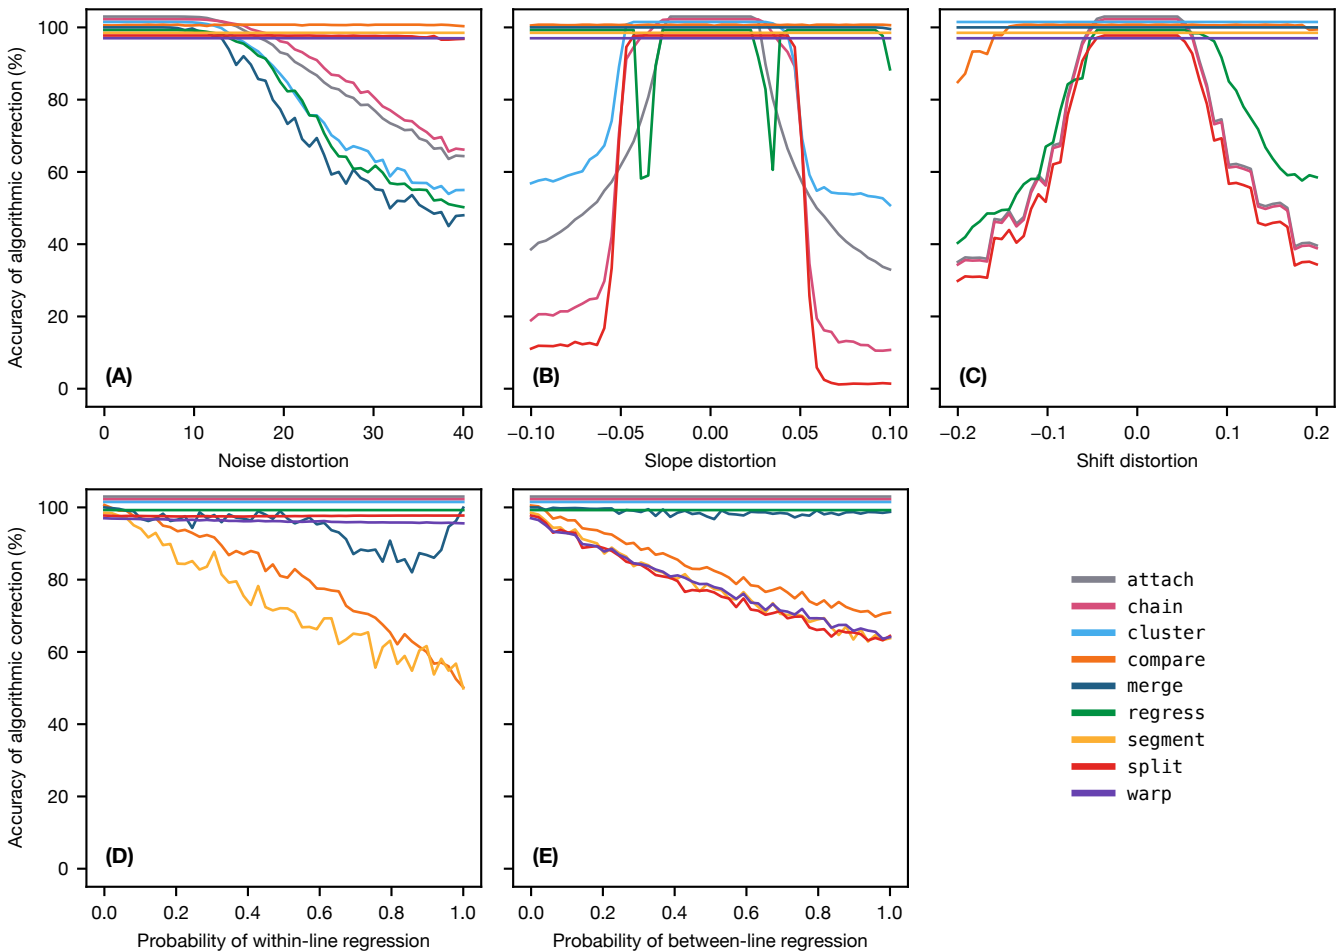 Accuracy of algorithmic correction (%)
100
80
60
40
20
0
(A)
0 10 20 30 40
Noise distortion
(B)
−0.10 −0.05 0.00 0.05 0.10
Slope distortion
(C)
−0.2 −0.1 0.0 0.1 0.2
Shift distortion
Accuracy of algorithmic correction (%)
100
80
60
40
20
0
(D)
0.0 0.2 0.4 0.6 0.8 1.0
Probability of within-line regression
(E)
0.0 0.2 0.4 0.6 0.8 1.0
Probability of between-line regression
attach
chain
cluster
compare
merge
regress
segment
split
warp